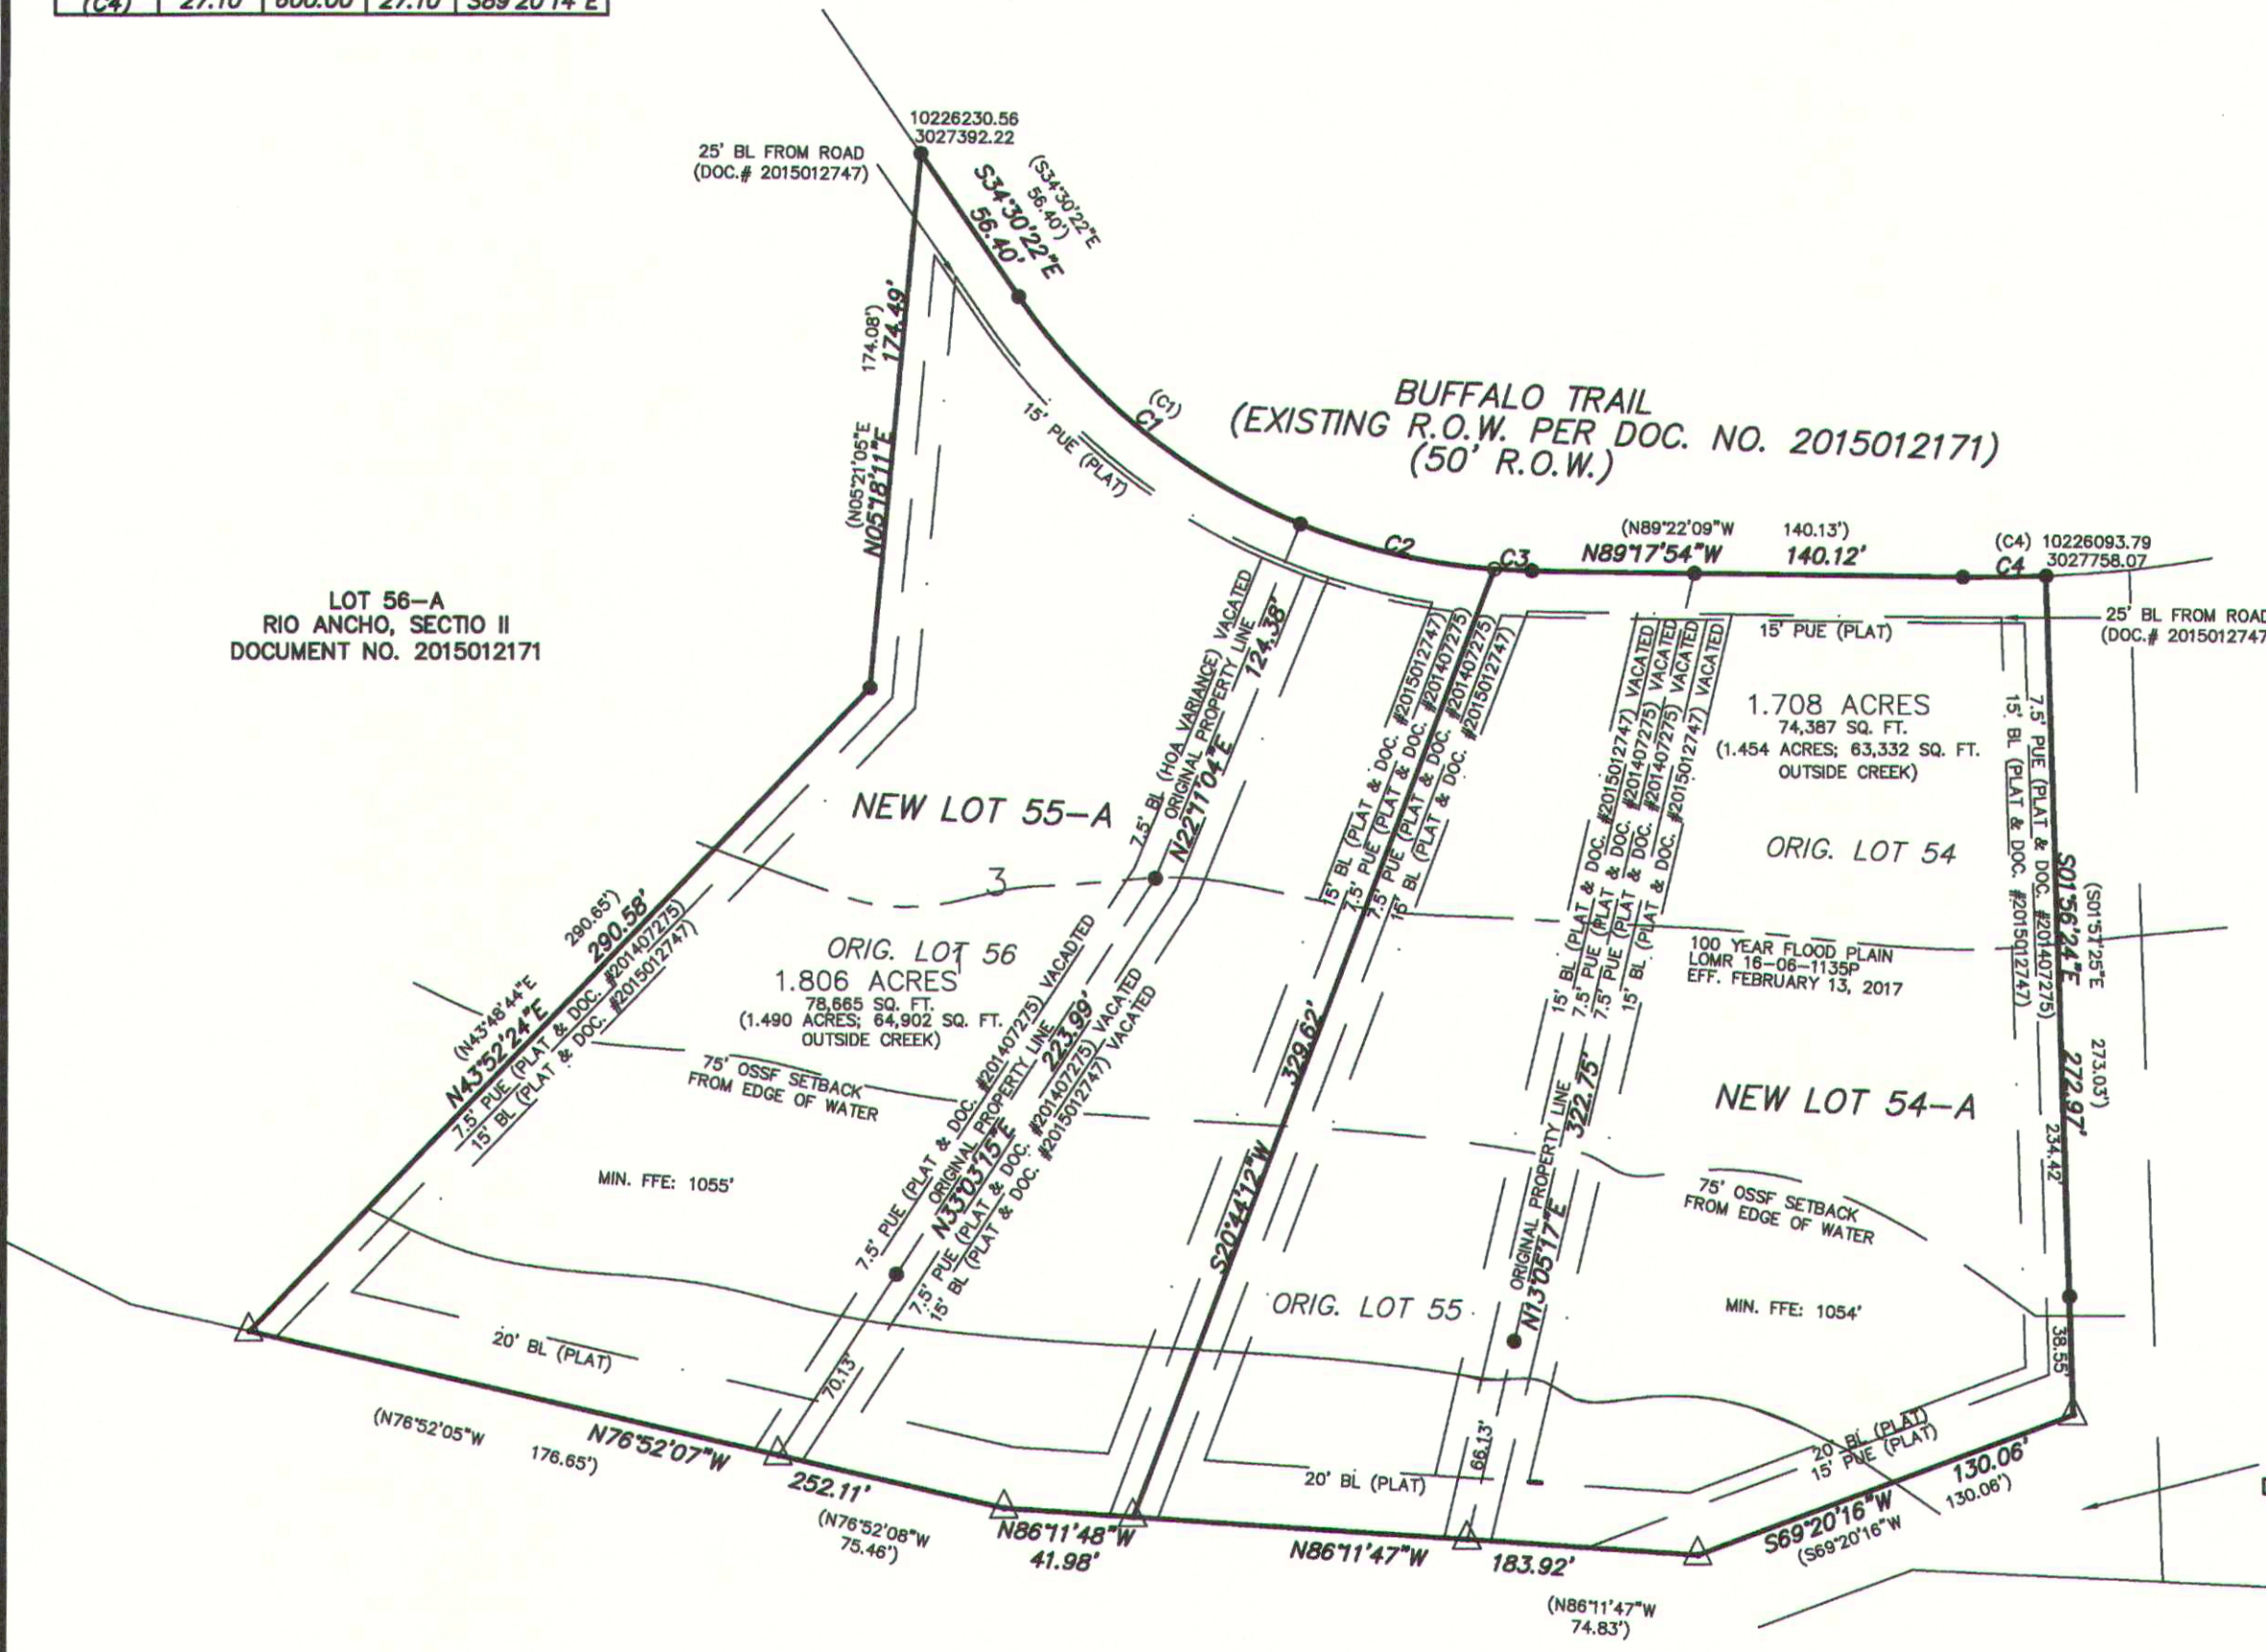 (C4) 27.10 600.00 27.10 S89°20'14"E
10226230.56
3027392.22
25' BL FROM ROAD
(DOC.# 2015012747)
S34°30'22"E
56.40'
(S34°30'22"E
56.40')
174.08')
174.49'
(N05°21'05"E
N05°18'11"E
15' PUE (PLAT)
(C1)
C1
BUFFALO TRAIL
(EXISTING R.O.W. PER DOC. NO. 2015012171)
(50' R.O.W.)
C2
C3
(N89°22'09"W 140.13')
N89°17'54"W 140.12'
(C4)
C4
10226093.79
3027758.07
25' BL FROM ROAD
(DOC.# 2015012747
15' PUE (PLAT)
LOT 56-A
RIO ANCHO, SECTIO II
DOCUMENT NO. 2015012171
7.5' BL (HOA VARIANCE) VACATED
ORIGINAL PROPERTY LINE
N22°11'04"E 124.38'
15' BL (PLAT & DOC. #2015012747)
7.5' PUE (PLAT & DOC. #201407275)
7.5' PUE (PLAT & DOC. #201407275)
15' BL (PLAT & DOC. #2015012747)
15' BL (PLAT & DOC. #2015012747) VACATED
7.5' PUE (PLAT & DOC. #201407275) VACATED
7.5' PUE (PLAT & DOC. #201407275) VACATED
15' BL (PLAT & DOC. #2015012747) VACATED
1.708 ACRES
74,387 SQ. FT.
(1.454 ACRES; 63,332 SQ. FT.
OUTSIDE CREEK)
ORIG. LOT 54
15' BL (PLAT & DOC. #2015012747)
7.5' PUE (PLAT & DOC. #201407275)
S01°56'24"E 272.97'
(S01°57'25"E 273.03')
234.42'
38.55'
NEW LOT 55-A
3
ORIG. LOT 56
1.806 ACRES
78,665 SQ. FT.
(1.490 ACRES; 64,902 SQ. FT.
OUTSIDE CREEK)
100 YEAR FLOOD PLAIN
LOMR 16-06-1135P
EFF. FEBRUARY 13, 2017
290.65')
290.58'
(N43°48'44"E
N43°52'24"E
7.5' PUE (PLAT & DOC. #201407275)
15' BL (PLAT & DOC. #2015012747)
75' OSSF SETBACK
FROM EDGE OF WATER
7.5' PUE (PLAT & DOC. #201407275) VACADTED
ORIGINAL PROPERTY LINE
N33°03'15"E 223.99'
7.5' PUE (PLAT & DOC. #201407275) VACATED
15' BL (PLAT & DOC. #2015012747) VACATED
S20°44'12"W 329.62'
ORIGINAL PROPERTY LINE
N13°05'17"E 322.75'
NEW LOT 54-A
MIN. FFE: 1055'
75' OSSF SETBACK
FROM EDGE OF WATER
ORIG. LOT 55
MIN. FFE: 1054'
20' BL (PLAT)
70.13'
66.13'
20' BL (PLAT)
20' BL (PLAT)
15' PUE (PLAT)
(N76°52'05"W 176.65')
N76°52'07"W 252.11'
(N76°52'08"W
75.46')
N86°11'48"W
41.98'
N86°11'47"W 183.92'
(N86°11'47"W
74.83')
S69°20'16"W 130.06'
(S69°20'16"W 130.06')